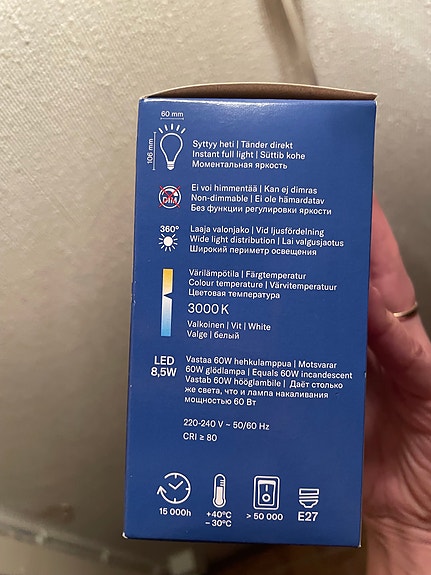 60 mm
106 mm
Syttyy heti | Tänder direkt
Instant full light | Süttib kohe
Моментальная яркость
DIM
Ei voi himmentää | Kan ej dimras
Non-dimmable | Ei ole hämardatav
Без функции регулировки яркости
360°
Laaja valonjako | Vid ljusfördelning
Wide light distribution | Lai valgusjaotus
Широкий периметр освещения
Värilämpötila | Färgtemperatur
Colour temperature | Värvitemperatuur
Цветовая температура
3000 K
Valkoinen | Vit | White
Valge | белый
LED
8,5W
Vastaa 60W hehkulamppua | Motsvarar
60W glödlampa | Equals 60W incandescent
Vastab 60W hõõglambile | Даёт столько
же света, что и лампа накаливания
мощностью 60 Вт
220-240 V ~ 50/60 Hz
CRI ≥ 80
15 000h
+40°C
–30°C
> 50 000
E27